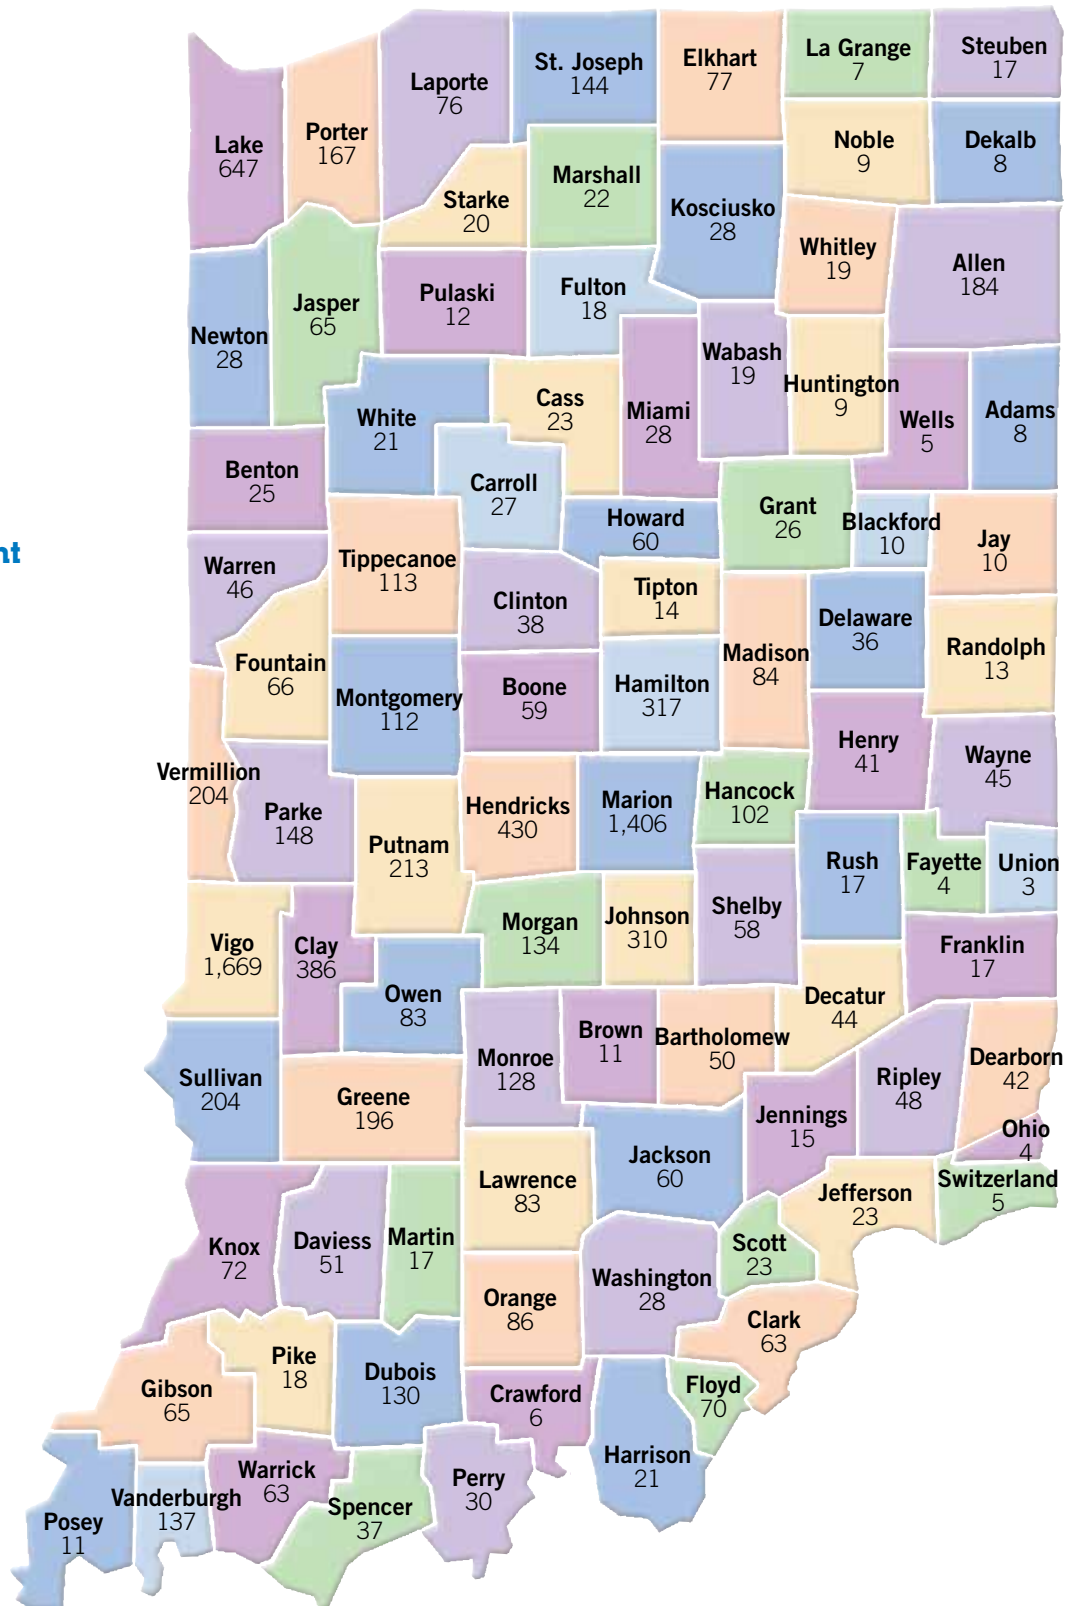 St. Joseph
144
Elkhart
77
La Grange
7
Steuben
17
Laporte
76
Lake
647
Porter
167
Noble
9
Dekalb
8
Marshall
22
Starke
20
Kosciusko
28
Whitley
19
Allen
184
Jasper
65
Pulaski
12
Fulton
18
Newton
28
Wabash
19
Huntington
9
Cass
23
Miami
28
White
21
Wells
5
Adams
8
Benton
25
Carroll
27
Grant
26
Howard
60
Blackford
10
Jay
10
nt
Warren
46
Tippecanoe
113
Clinton
38
Tipton
14
Delaware
36
Randolph
13
Fountain
66
Madison
84
Montgomery
112
Boone
59
Hamilton
317
Henry
41
Wayne
45
Vermillion
204
Parke
148
Hendricks
430
Marion
1,406
Hancock
102
Putnam
213
Rush
17
Fayette
4
Union
3
Vigo
1,669
Clay
386
Morgan
134
Johnson
310
Shelby
58
Franklin
17
Owen
83
Decatur
44
Monroe
128
Brown
11
Bartholomew
50
Dearborn
42
Sullivan
204
Greene
196
Ripley
48
Jennings
15
Ohio
4
Jackson
60
Lawrence
83
Jefferson
23
Switzerland
5
Knox
72
Daviess
51
Martin
17
Scott
23
Washington
28
Orange
86
Clark
63
Pike
18
Gibson
65
Dubois
130
Crawford
6
Floyd
70
Harrison
21
Warrick
63
Perry
30
Vanderburgh
137
Spencer
37
Posey
11